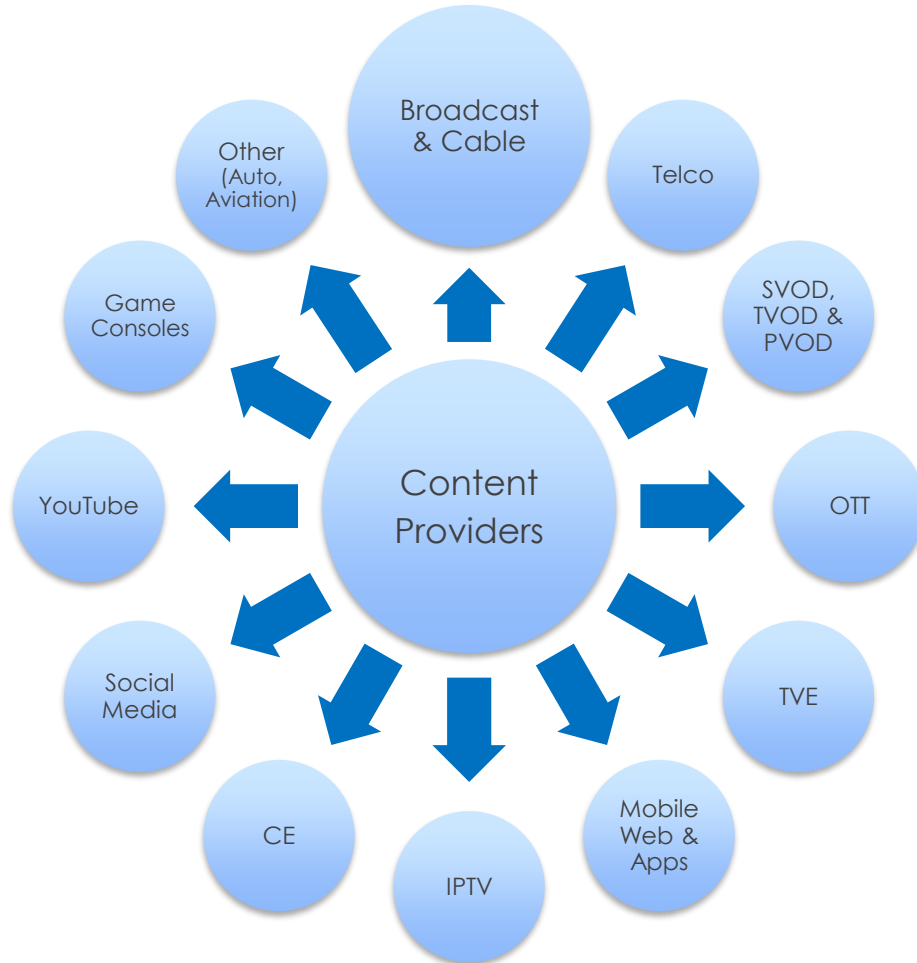 Broadcast
& Cable
Telco
SVOD,
TVOD &
PVOD
OTT
TVE
Mobile
Web &
Apps
IPTV
CE
Social
Media
YouTube
Game
Consoles
Other
(Auto,
Aviation)
Content
Providers